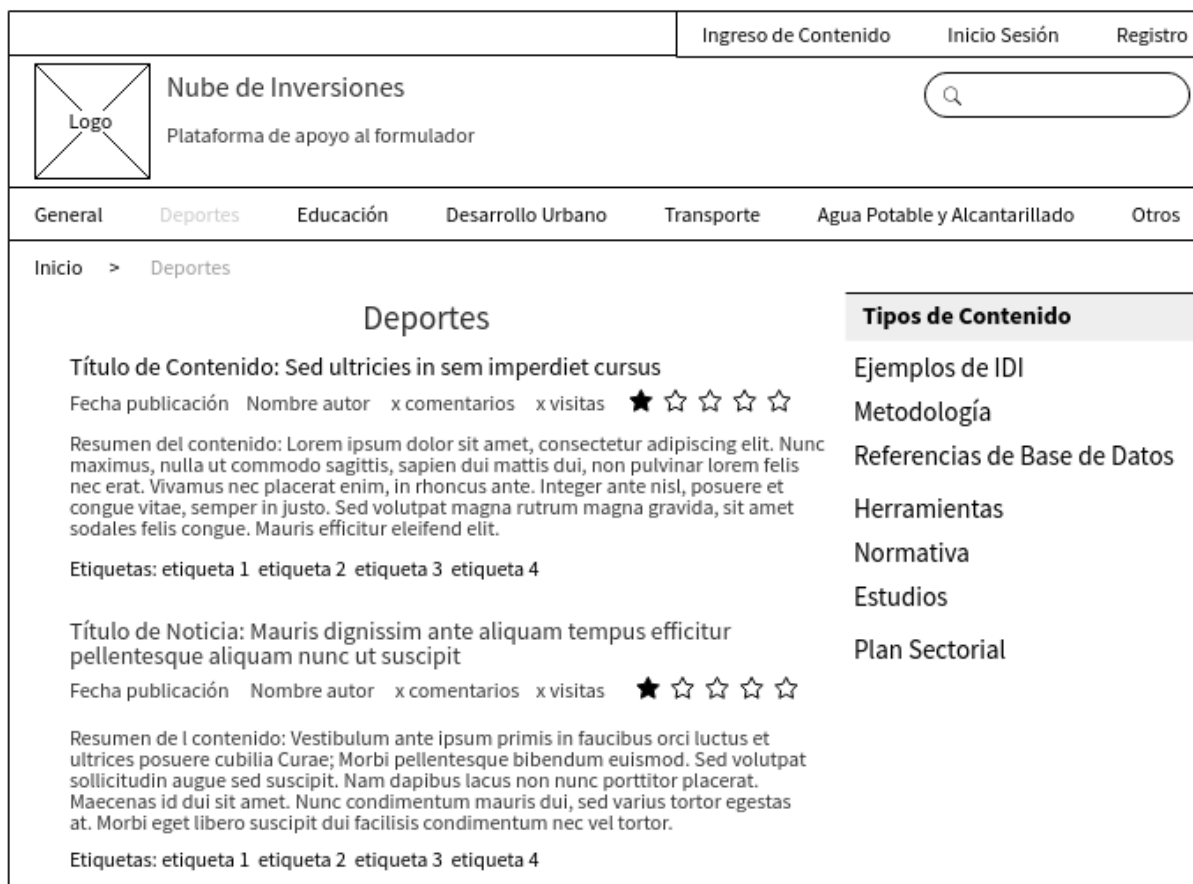 Ingreso de Contenido Inicio Sesión Registro
Logo
Nube de Inversiones
Plataforma de apoyo al formulador
General Deportes Educación Desarrollo Urbano Transporte Agua Potable y Alcantarillado Otros
Inicio > Deportes
Deportes
Título de Contenido: Sed ultricies in sem imperdiet cursus
Fecha publicación Nombre autor x comentarios x visitas
Resumen del contenido: Lorem ipsum dolor sit amet, consectetur adipiscing elit. Nunc
maximus, nulla ut commodo sagittis, sapien dui mattis dui, non pulvinar lorem felis
nec erat. Vivamus nec placerat enim, in rhoncus ante. Integer ante nisl, posuere et
congue vitae, semper in justo. Sed volutpat magna rutrum magna gravida, sit amet
sodales felis congue. Mauris efficitur eleifend elit.
Etiquetas: etiqueta 1 etiqueta 2 etiqueta 3 etiqueta 4
Título de Noticia: Mauris dignissim ante aliquam tempus efficitur
pellentesque aliquam nunc ut suscipit
Fecha publicación Nombre autor x comentarios x visitas
Resumen de l contenido: Vestibulum ante ipsum primis in faucibus orci luctus et
ultrices posuere cubilia Curae; Morbi pellentesque bibendum euismod. Sed volutpat
sollicitudin augue sed suscipit. Nam dapibus lacus non nunc porttitor placerat.
Maecenas id dui sit amet. Nunc condimentum mauris dui, sed varius tortor egestas
at. Morbi eget libero suscipit dui facilisis condimentum nec vel tortor.
Etiquetas: etiqueta 1 etiqueta 2 etiqueta 3 etiqueta 4
Tipos de Contenido
Ejemplos de IDI
Metodología
Referencias de Base de Datos
Herramientas
Normativa
Estudios
Plan Sectorial